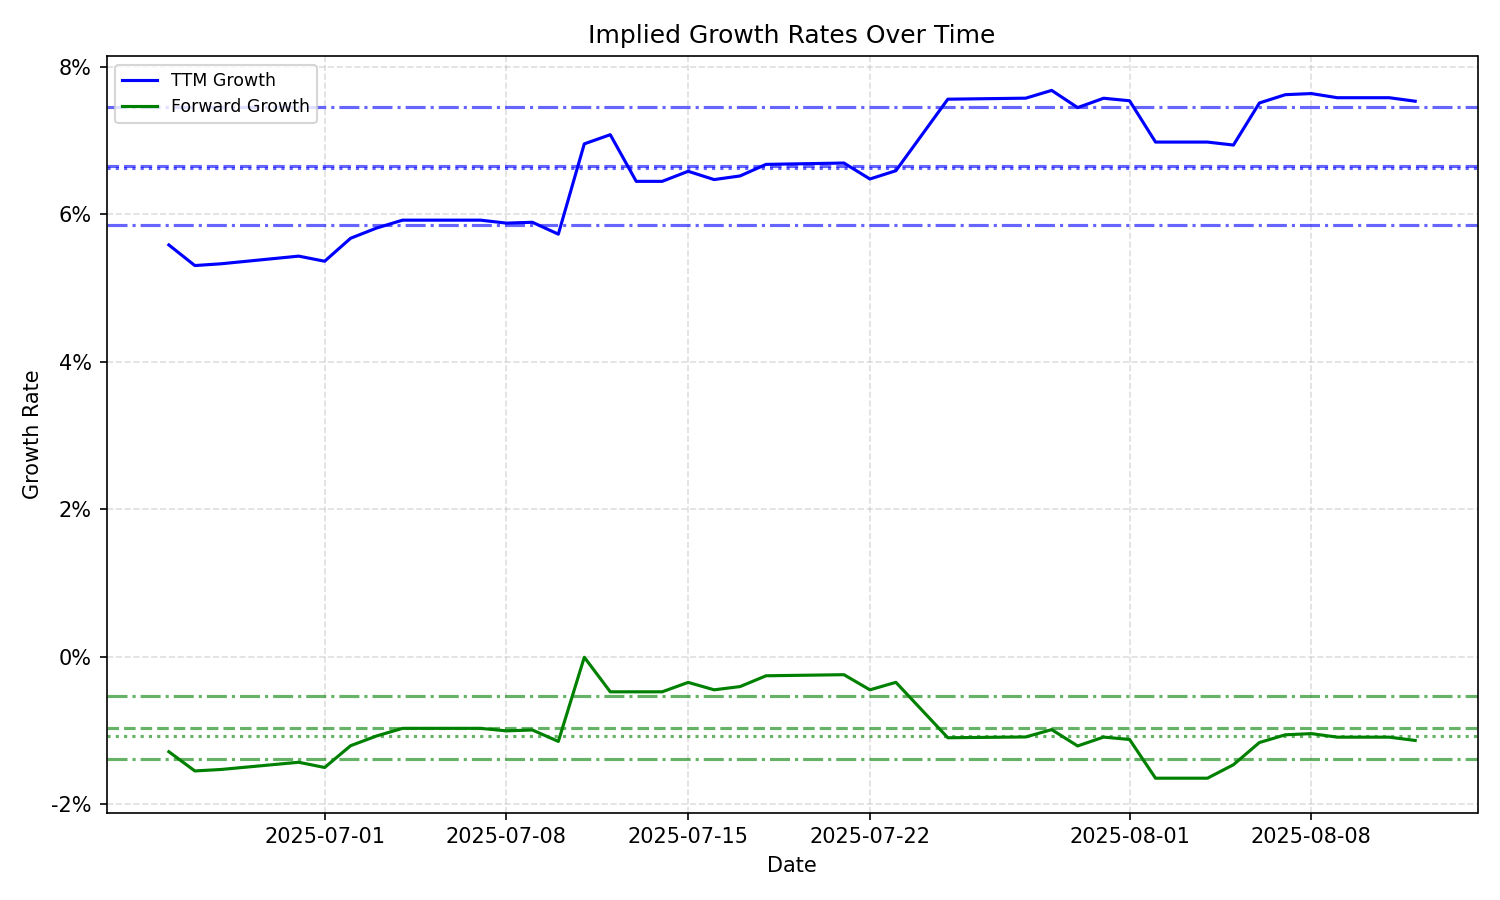 Implied Growth Rates Over Time
TTM Growth
Forward Growth
8%
6%
4%
2%
0%
-2%
Growth Rate
2025-07-01
2025-07-08
2025-07-15
2025-07-22
2025-08-01
2025-08-08
Date